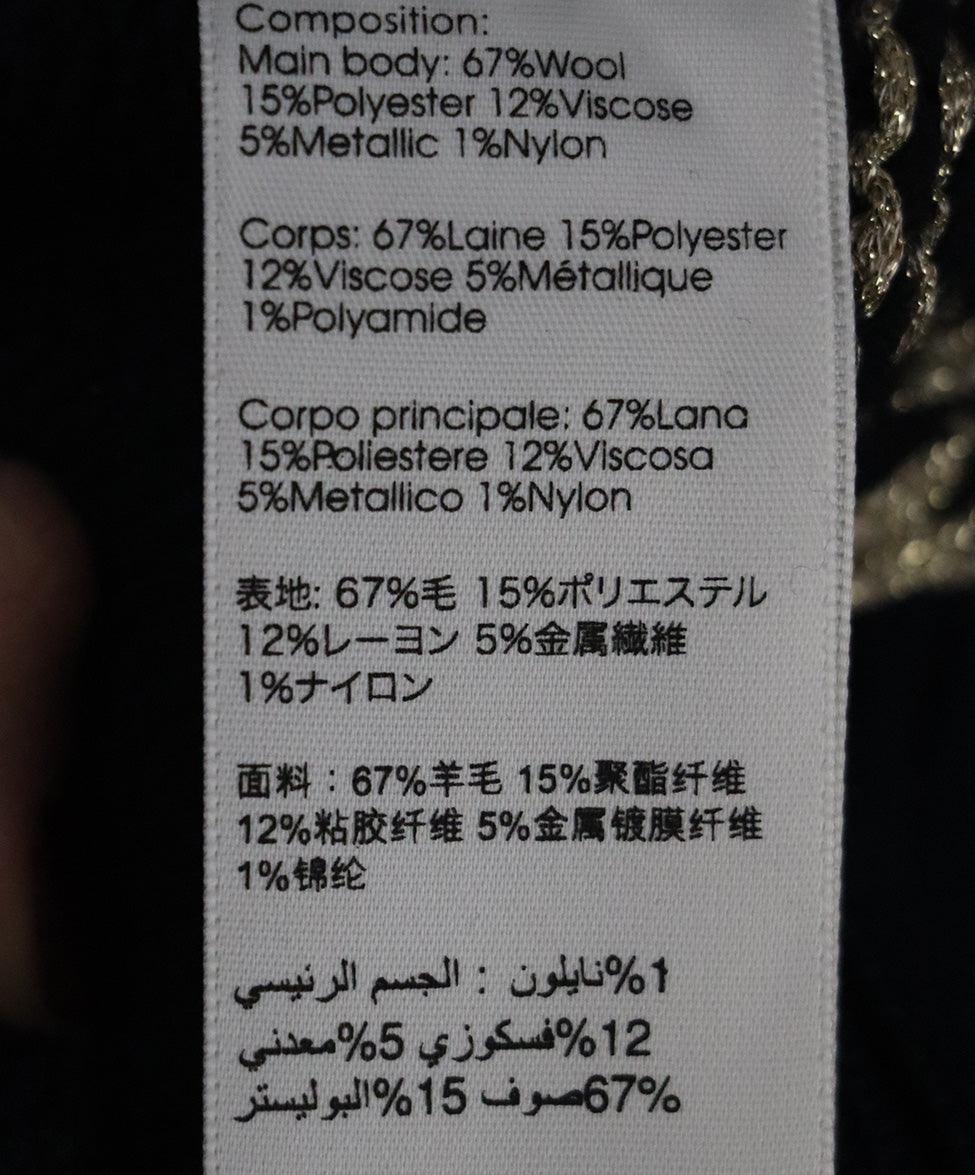 Composition:
Main body: 67%Wool
15%Polyester 12%Viscose
5%Metallic 1%Nylon
Corps: 67%Laine 15%Polyester
12%Viscose 5%Métallique
1%Polyamide
Corpo principale: 67%Lana
15%Poliestere 12%Viscosa
5%Metallico 1%Nylon
表地: 67%毛 15%ポリエステル
12%レーヨン 5%金属繊維
1%ナイロン
面料：67%羊毛 15%聚酯纤维
12%粘胶纤维 5%金属镀膜纤维
1%锦纶
1%نايلون : الجسم الرئيسي
12%فسكوزي 5%معدني
67%صوف 15%البوليستر